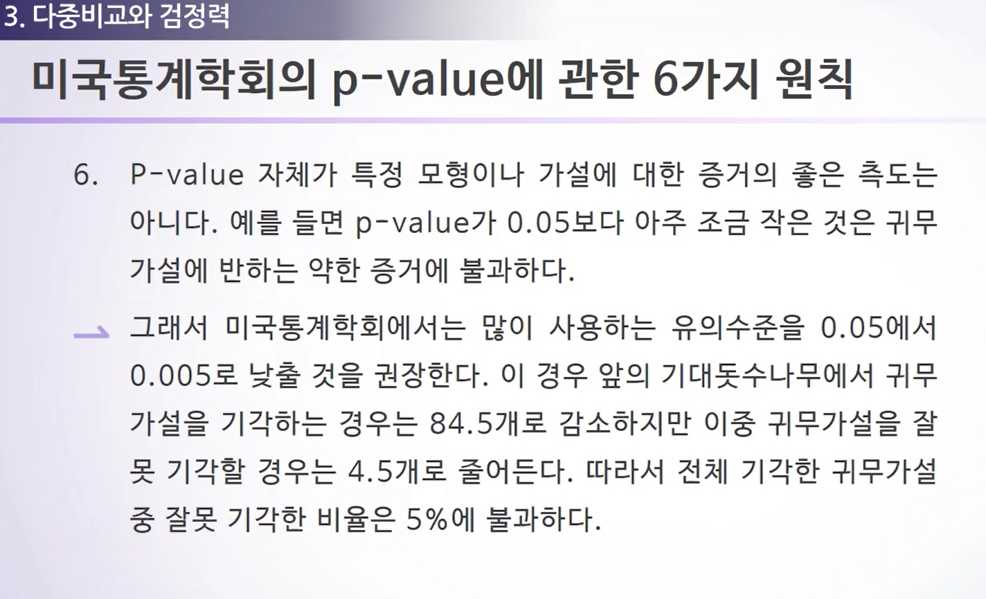 3. 다중비교와 검정력
미국통계학회의 p-value에 관한 6가지 원칙
6. P-value 자체가 특정 모형이나 가설에 대한 증거의 좋은 측도는
아니다. 예를 들면 p-value가 0.05보다 아주 조금 작은 것은 귀무
가설에 반하는 약한 증거에 불과하다.
그래서 미국통계학회에서는 많이 사용하는 유의수준을 0.05에서
0.005로 낮출 것을 권장한다. 이 경우 앞의 기대돗수나무에서 귀무
가설을 기각하는 경우는 84.5개로 감소하지만 이중 귀무가설을 잘
못 기각할 경우는 4.5개로 줄어든다. 따라서 전체 기각한 귀무가설
중 잘못 기각한 비율은 5%에 불과하다.